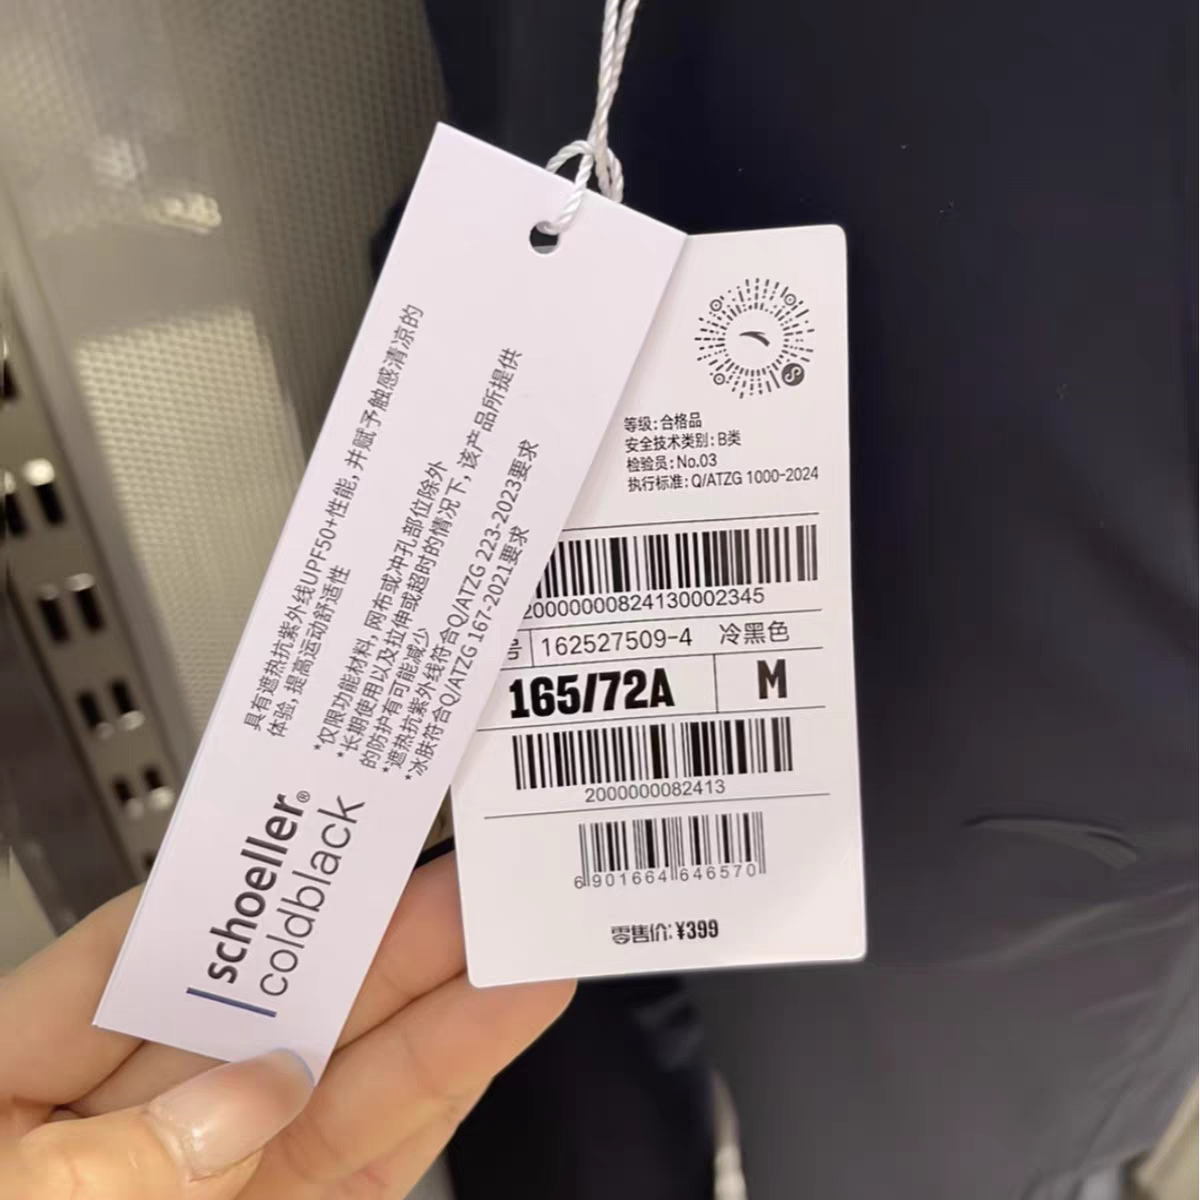 具有遮热抗紫外线UPF50+性能,并赋予触感清凉的
体验,提高运动舒适性
*仅限功能材料,网布或冲孔部位除外
*长期使用以及拉伸或超时的情况下,该产品所提供
的防护有可能减少
*遮热抗紫外线符合Q/ATZG 223-2023要求
*冰肤符合Q/ATZG 167-2021要求
schoeller®
coldblack
等级:合格品
安全技术类别:B类
检验员:No.03
执行标准:Q/ATZG 1000-2024
20000000824130002345
号 162527509-4 冷黑色
165/72A M
2000000082413
6901664646570
零售价:¥399